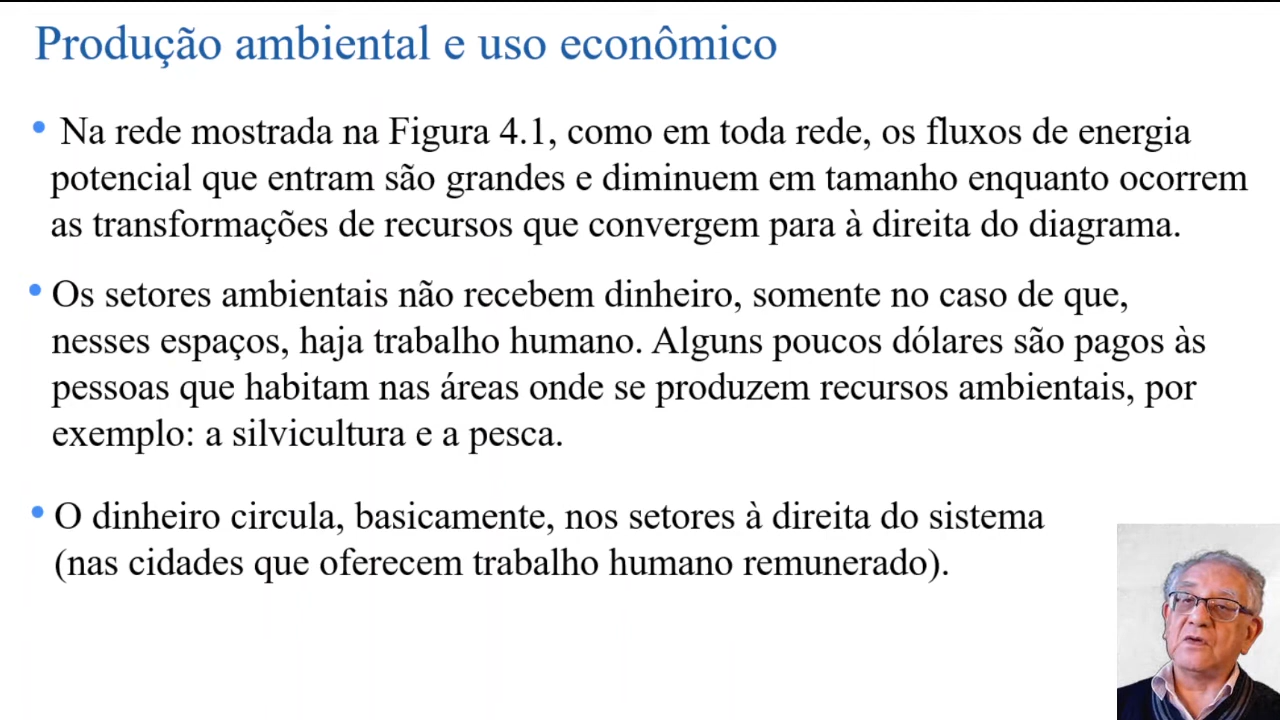 Produção ambiental e uso econômico
• Na rede mostrada na Figura 4.1, como em toda rede, os fluxos de energia
potencial que entram são grandes e diminuem em tamanho enquanto ocorrem
as transformações de recursos que convergem para à direita do diagrama.
• Os setores ambientais não recebem dinheiro, somente no caso de que,
nesses espaços, haja trabalho humano. Alguns poucos dólares são pagos às
pessoas que habitam nas áreas onde se produzem recursos ambientais, por
exemplo: a silvicultura e a pesca.
• O dinheiro circula, basicamente, nos setores à direita do sistema
(nas cidades que oferecem trabalho humano remunerado).